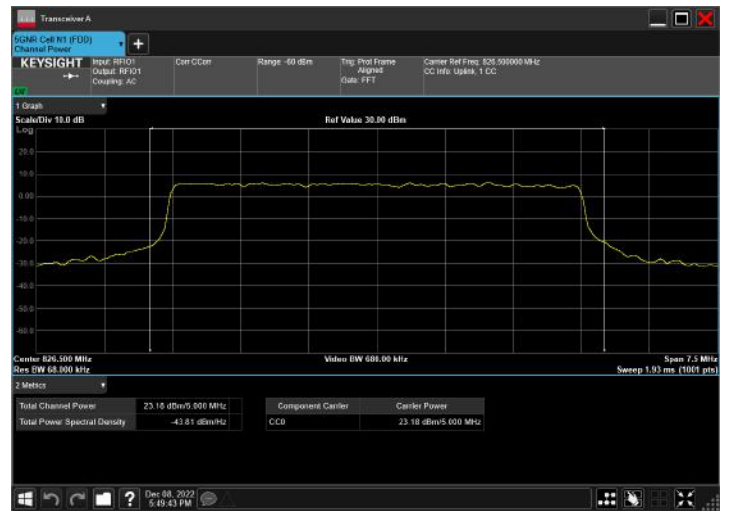 Transceiver A
5GNR Cell N1 (FDD)
Channel Power
KEYSIGHT
LXI
Input: RFIO1
Output: RFIO1
Coupling: AC
Corr CCorr
Range: -60 dBm
Trig: Prot Frame
Aligned
Gate: FFT
Carrier Ref Freq: 826.500000 MHz
CC Info: Uplink, 1 CC
1 Graph
Scale/Div 10.0 dB
Ref Value 30.00 dBm
Log
20.0
10.0
0.00
-10.0
-20.0
-30.0
-40.0
-50.0
-60.0
Center 826.500 MHz
Video BW 680.00 kHz
Span 7.5 MHz
Res BW 68.000 kHz
Sweep 1.93 ms (1001 pts)
2 Metrics
Total Channel Power 23.18 dBm/5.000 MHz
Total Power Spectral Density -43.81 dBm/Hz
Component Carrier Carrier Power
CC0 23.18 dBm/5.000 MHz
Dec 08, 2022
5:49:43 PM